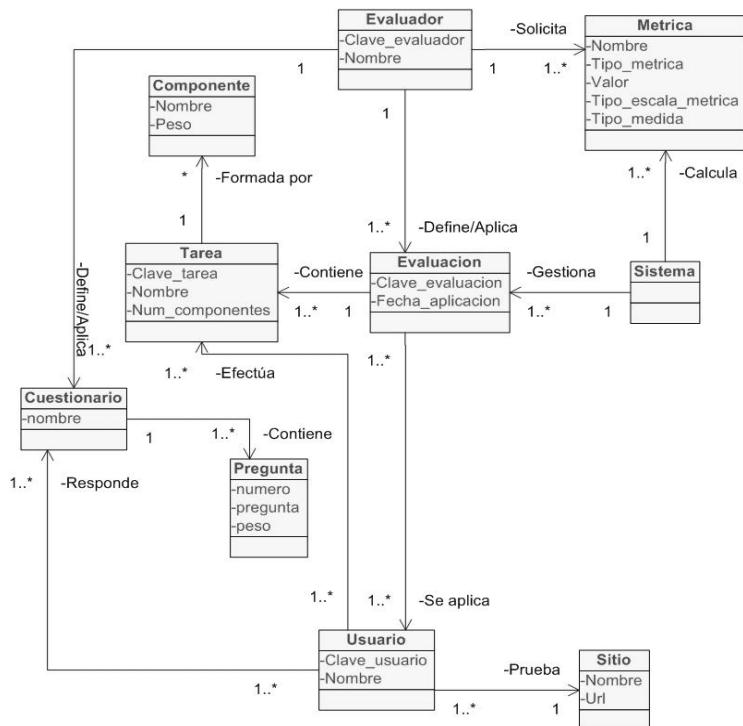 Evaluador
-Clave_evaluador
-Nombre
-Solicita
1
1
1..*
1
Metrica
-Nombre
-Tipo_metrica
-Valor
-Tipo_escala_metrica
-Tipo_medida
Componente
-Nombre
-Peso
*
-Formada por
1
1..*
-Calcula
1
1..*
-Define/Aplica
Tarea
-Clave_tarea
-Nombre
-Num_componentes
-Contiene
1..*
1
Evaluacion
-Clave_evaluacion
-Fecha_aplicacion
-Gestiona
1..*
1
Sistema
-Define/Aplica
1..*
1..*
-Efectúa
1..*
Cuestionario
-nombre
1
1..*
-Contiene
1..*
-Responde
Pregunta
-numero
-pregunta
-peso
1..*
1..*
-Se aplica
Usuario
-Clave_usuario
-Nombre
1..*
-Prueba
1..*
1
Sitio
-Nombre
-Url